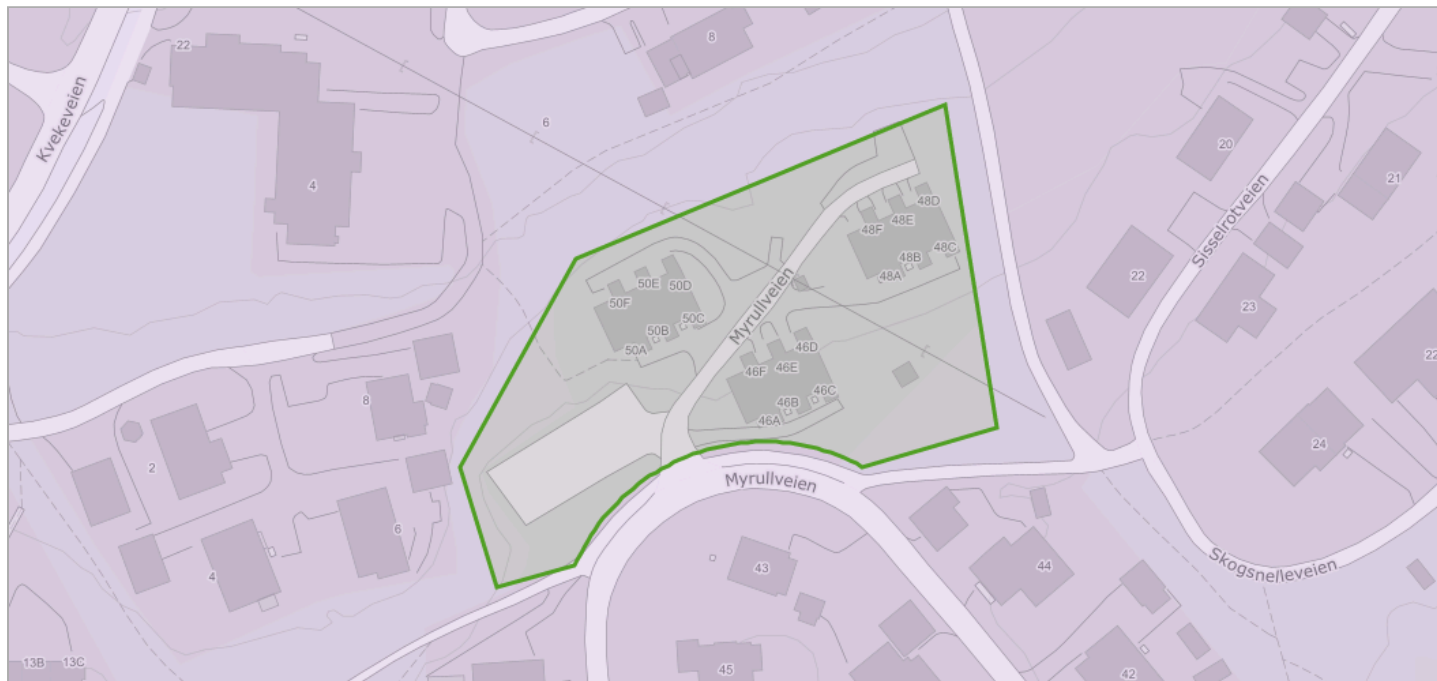 22
8
Kvekeveien
6
20
4
21
48D
48E
48F
48C
48B
48A
Sisselrotveien
22
50E
50D
50F
50C
50B
50A
Myrullveien
23
46D
46E
46F
46C
46B
46A
22
8
2
24
Myrullveien
6
4
43
44
Skogsnelleveien
13B
13C
45
42